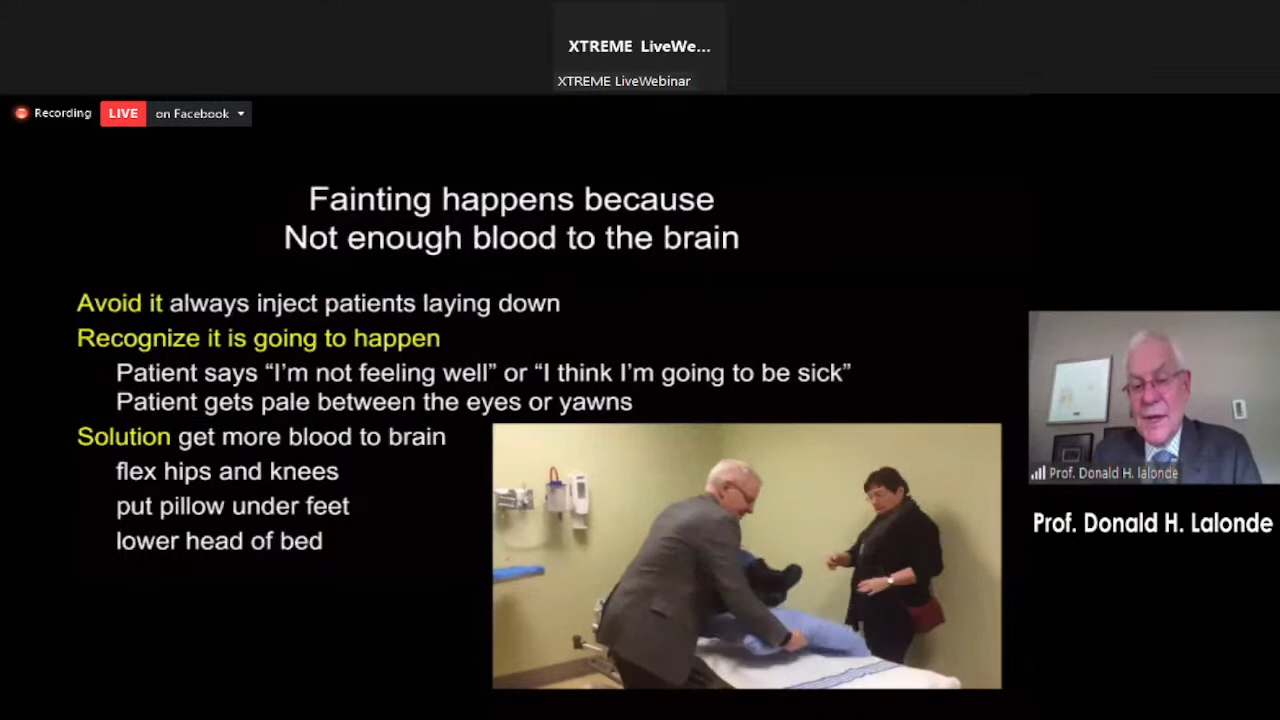 XTREME LiveWe...
XTREME LiveWebinar
Recording
LIVE on Facebook
Fainting happens because
Not enough blood to the brain
Avoid it always inject patients laying down
Recognize it is going to happen
Patient says “I’m not feeling well” or “I think I’m going to be sick”
Patient gets pale between the eyes or yawns
Solution get more blood to brain
flex hips and knees
put pillow under feet
lower head of bed
Prof. Donald H. lalonde
Prof. Donald H. Lalonde